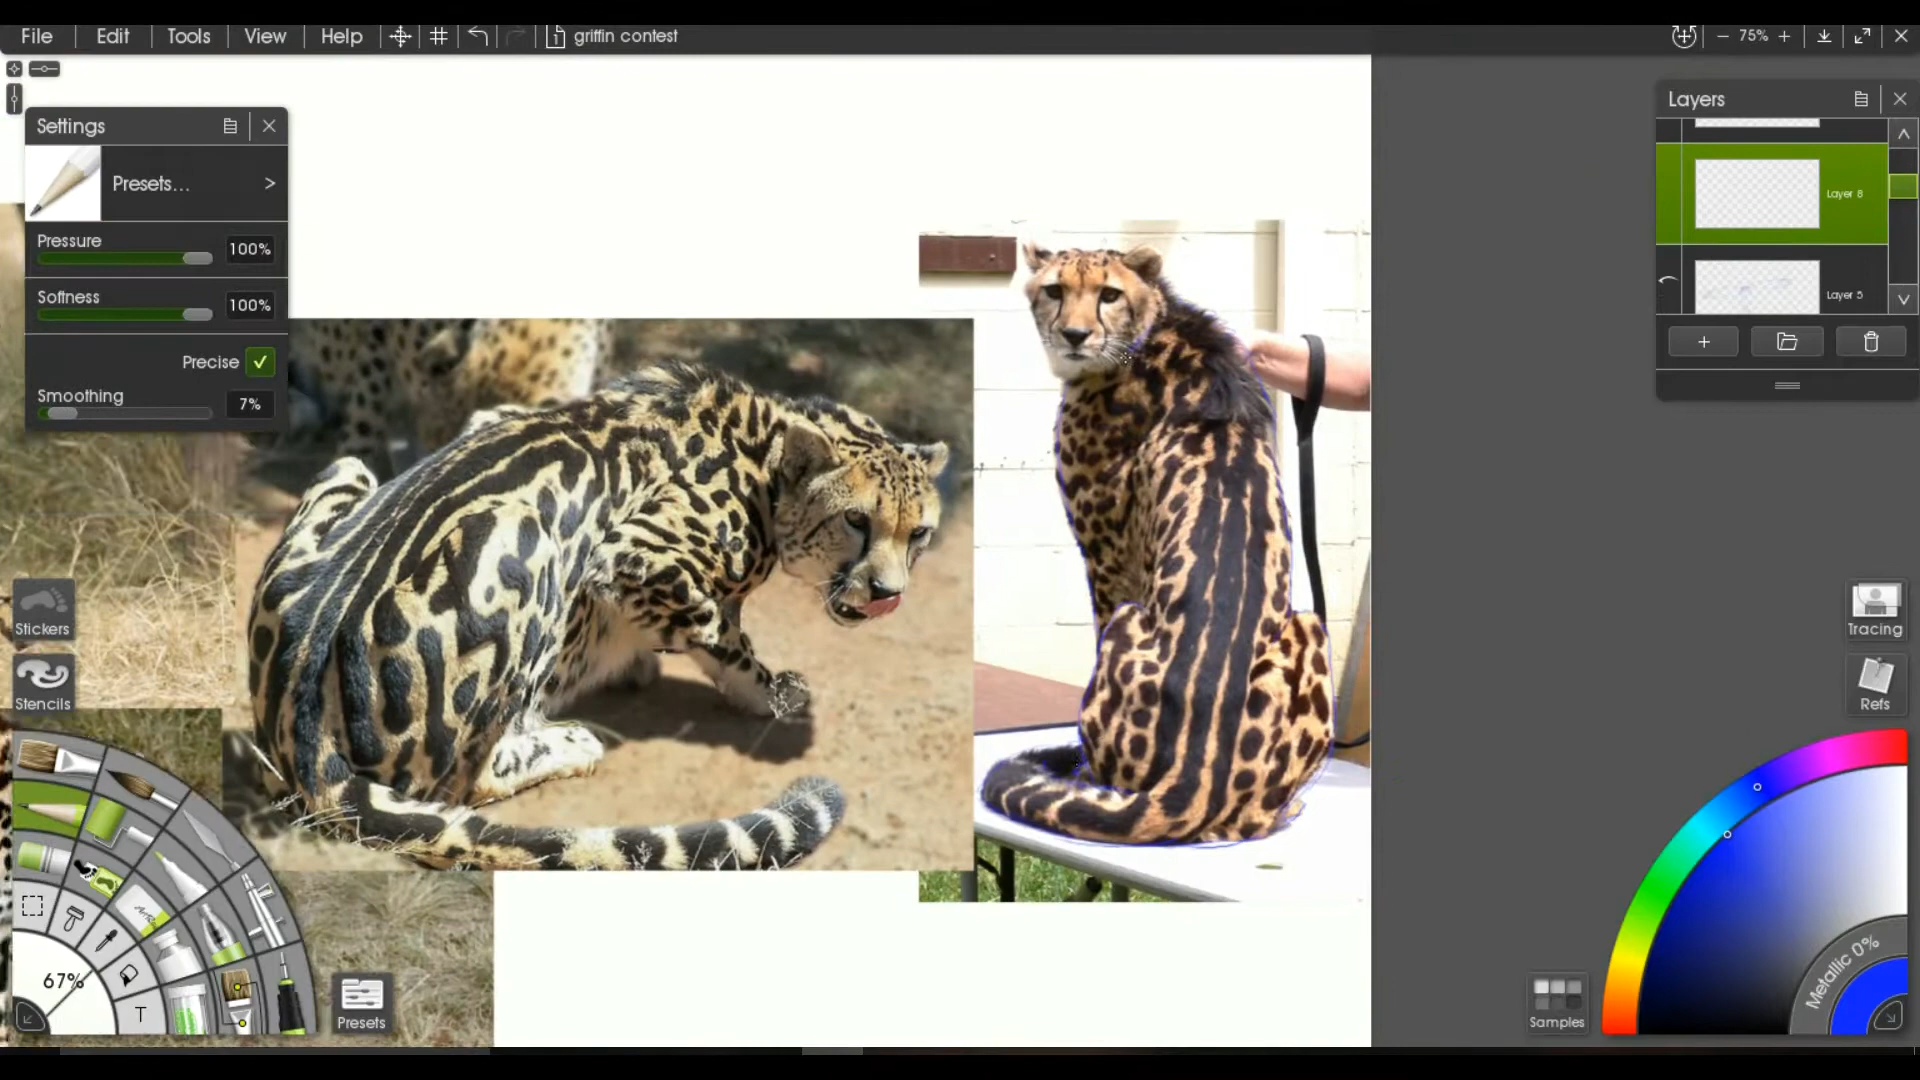 File
Edit
Tools
View
Help
griffin contest
75%
Settings
Presets...
Pressure
100%
Softness
100%
Precise
Smoothing
7%
Layers
Layer 8
Layer 5
Stickers
Stencils
Tracing
Refs
67%
T
Presets
Samples
Metallic 0%